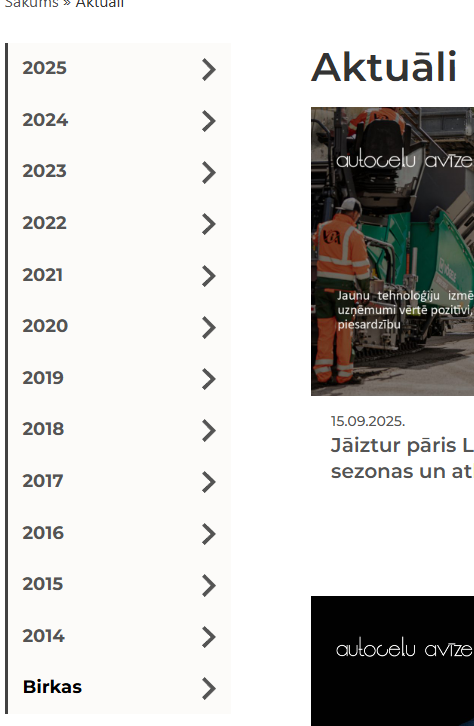 Sākums » Aktuāli
2025
2024
2023
2022
2021
2020
2019
2018
2017
2016
2015
2014
Birkas
Aktuāli
autoceļu avīze
Jaunu tehnoloģiju izmē
uzņēmumi vērtē pozitīvi,
piesardzību
15.09.2025.
Jāiztur pāris L
sezonas un at
autoceļu avīze